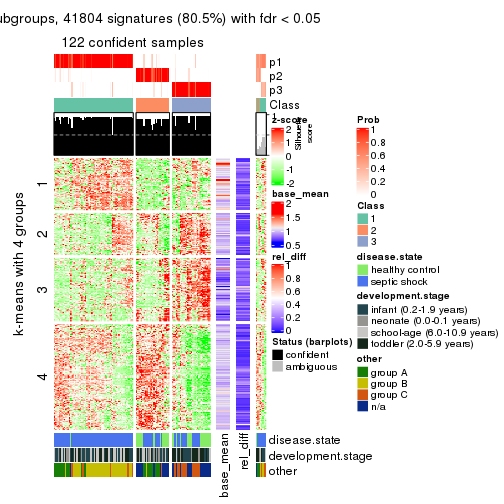 subgroups, 41804 signatures (80.5%) with fdr < 0.05
122 confident samples
p1
p2
p3
Class
1
Silhouette
score
k-means with 4 groups
1
2
3
4
z-score
2
1
0
-1
-2
base_mean
2
1.5
1
0.5
rel_diff
1
0.8
0.6
0.4
0.2
0
Status (barplots)
confident
ambiguous
Prob
1
0.8
0.6
0.4
0.2
0
Class
1
2
3
disease.state
healthy control
septic shock
development.stage
infant (0.2-1.9 years)
neonate (0.0-0.1 years)
school-age (6.0-10.9 years)
toddler (2.0-5.9 years)
other
group A
group B
group C
n/a
disease.state
development.stage
other
base_mean
rel_diff